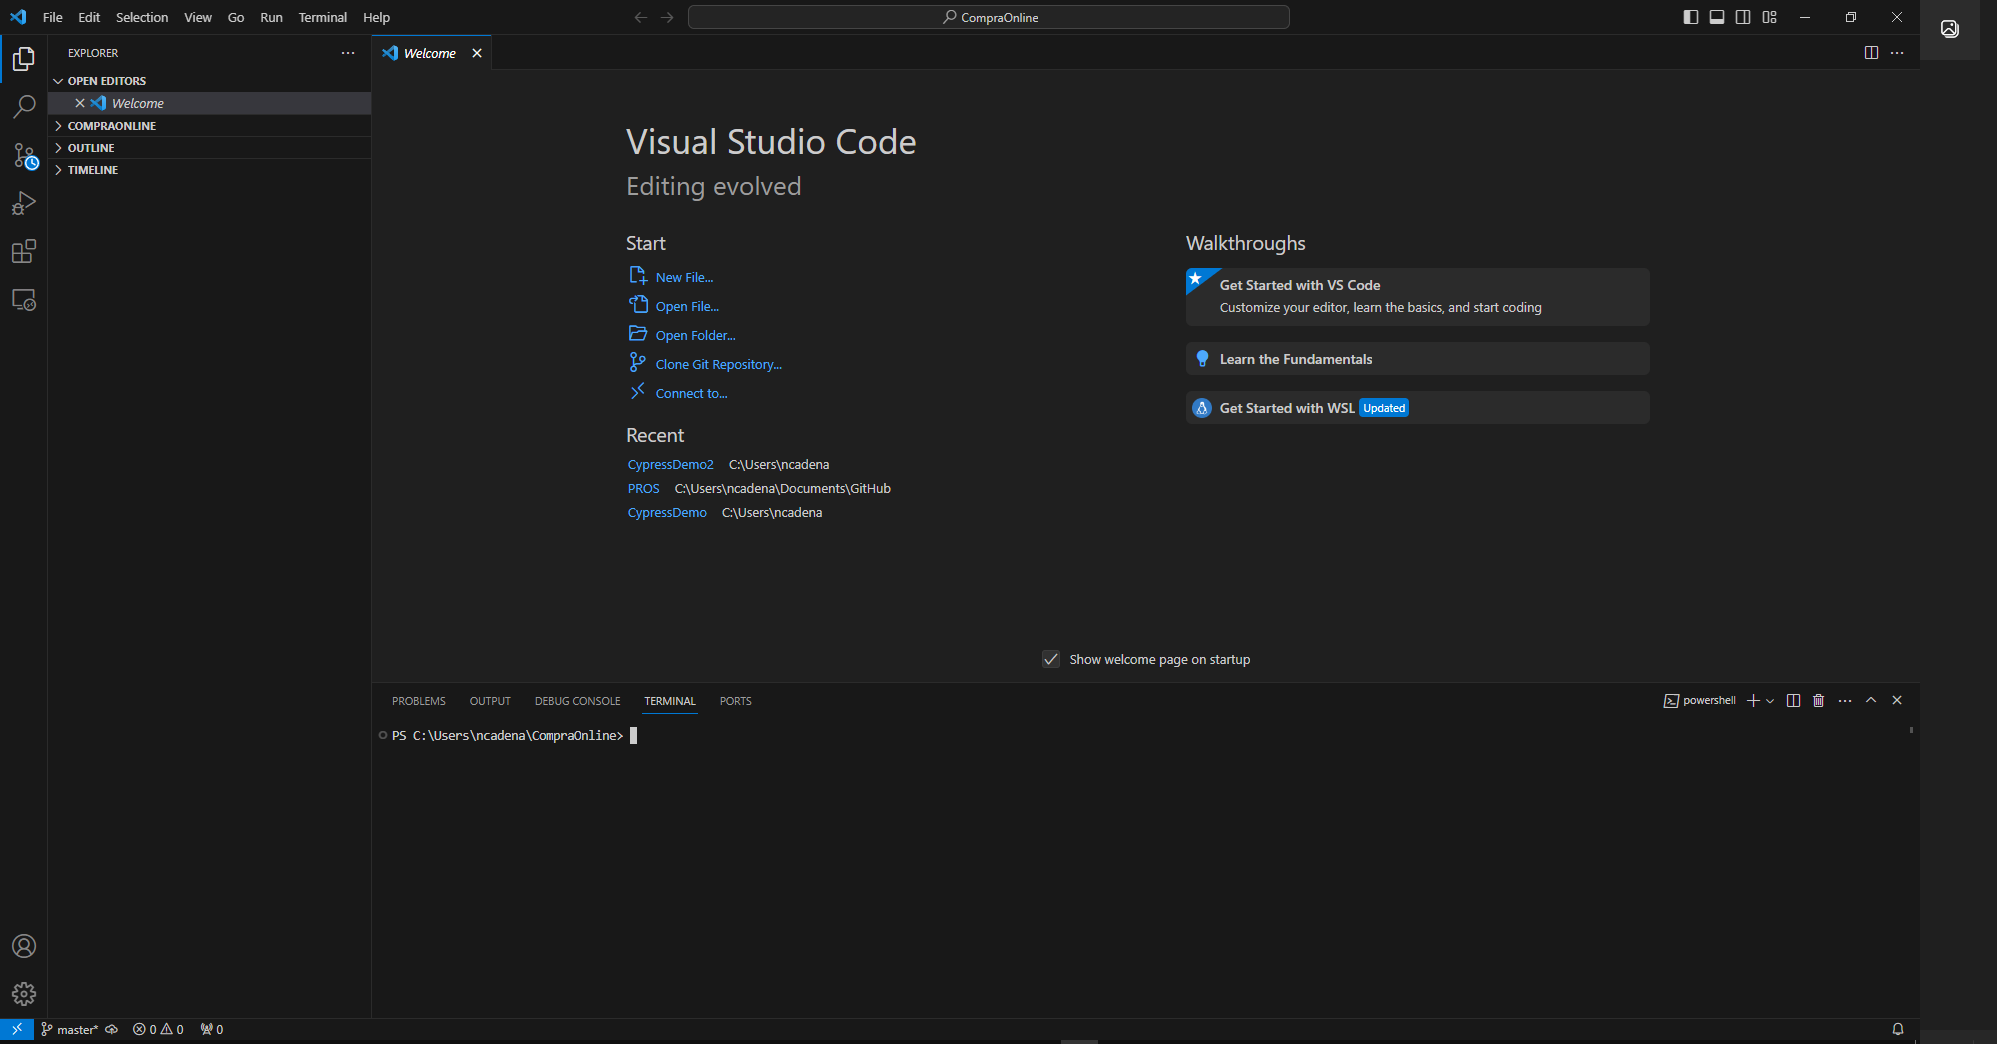 File Edit Selection View Go Run Terminal Help
CompraOnline
EXPLORER
OPEN EDITORS
Welcome
COMPRAONLINE
OUTLINE
TIMELINE
Welcome
Visual Studio Code
Editing evolved
Start
New File...
Open File...
Open Folder...
Clone Git Repository...
Connect to...
Recent
CypressDemo2 C:\Users\ncadena
PROS C:\Users\ncadena\Documents\GitHub
CypressDemo C:\Users\ncadena
Walkthroughs
Get Started with VS Code
Customize your editor, learn the basics, and start coding
Learn the Fundamentals
Get Started with WSL Updated
Show welcome page on startup
PROBLEMS OUTPUT DEBUG CONSOLE TERMINAL PORTS
powershell
PS C:\Users\ncadena\CompraOnline>
master* 0 0 0